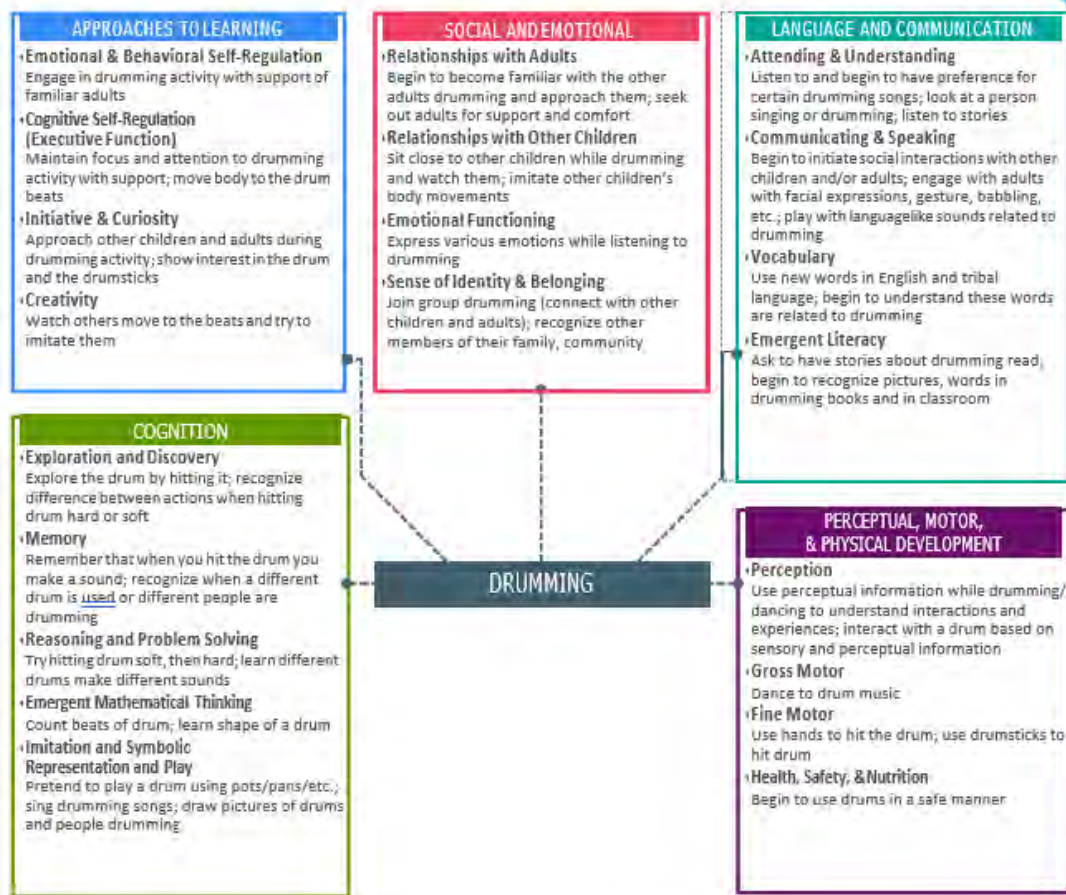 APPROACHES TO LEARNING
Emotional & Behavioral Self-Regulation
Engage in drumming activity with support of
familiar adults
Cognitive Self-Regulation
(Executive Function)
Maintain focus and attention to drumming
activity with support; move body to the drum
beats
Initiative & Curiosity
Approach other children and adults during
drumming activity; show interest in the drum
and the drumsticks
Creativity
Watch others move to the beats and try to
imitate them
SOCIAL AND EMOTIONAL
Relationships with Adults
Begin to become familiar with the other
adults drumming and approach them; seek
out adults for support and comfort
Relationships with Other Children
Sit close to other children while drumming
and watch them; imitate other children's
body movements
Emotional Functioning
Express various emotions while listening to
drumming
Sense of Identity & Belonging
Join group drumming (connect with other
children and adults); recognize other
members of their family, community
LANGUAGE AND COMMUNICATION
Attending & Understanding
Listen to and begin to have preference for
certain drumming songs; look at a person
singing or drumming; listen to stories
Communicating & Speaking
Begin to initiate social interactions with other
children and/or adults; engage with adults
with facial expressions, gesture, babbling,
etc.; play with languagelike sounds related to
drumming
Vocabulary
Use new words in English and tribal
language; begin to understand these words
are related to drumming
Emergent Literacy
Ask to have stories about drumming read,
begin to recognize pictures, words in
drumming books and in classroom
COGNITION
Exploration and Discovery
Explore the drum by hitting it; recognize
difference between actions when hitting
drum hard or soft
Memory
Remember that when you hit the drum you
make a sound; recognize when a different
drum is used or different people are
drumming
Reasoning and Problem Solving
Try hitting drum soft, then hard; learn different
drums make different sounds
Emergent Mathematical Thinking
Count beats of drum; learn shape of a drum
Imitation and Symbolic
Representation and Play
Pretend to play a drum using pots/pans/etc.;
sing drumming songs; draw pictures of drums
and people drumming
DRUMMING
PERCEPTUAL, MOTOR,
& PHYSICAL DEVELOPMENT
Perception
Use perceptual information while drumming/
dancing to understand interactions and
experiences; interact with a drum based on
sensory and perceptual information
Gross Motor
Dance to drum music
Fine Motor
Use hands to hit the drum; use drumsticks to
hit drum
Health, Safety, & Nutrition
Begin to use drums in a safe manner